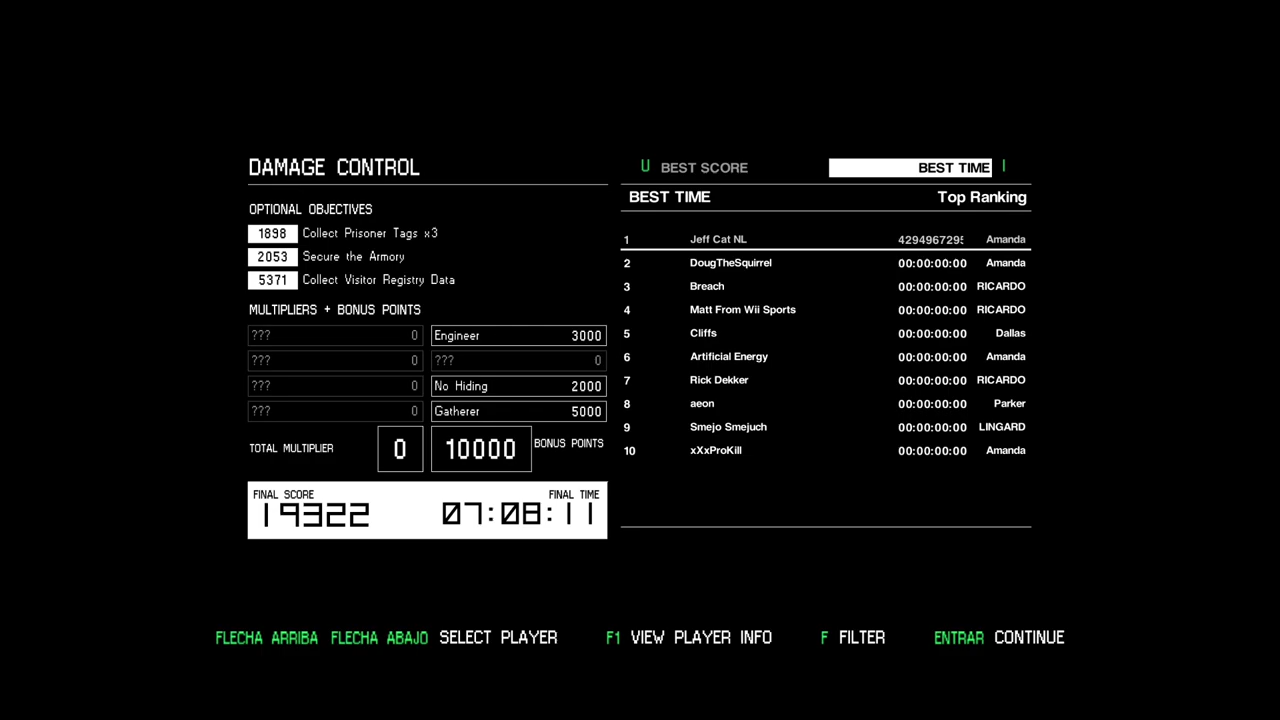 DAMAGE CONTROL
OPTIONAL OBJECTIVES
1898 Collect Prisoner Tags x3
2053 Secure the Armory
5371 Collect Visitor Registry Data
MULTIPLIERS + BONUS POINTS
??? 0 Engineer 3000
??? 0 ??? 0
??? 0 No Hiding 2000
??? 0 Gatherer 5000
TOTAL MULTIPLIER 0 10000 BONUS POINTS
FINAL SCORE FINAL TIME
19322 07:08:11
U BEST SCORE BEST TIME I
BEST TIME Top Ranking
1 Jeff Cat NL 4294967295 Amanda
2 DougTheSquirrel 00:00:00:00 Amanda
3 Breach 00:00:00:00 RICARDO
4 Matt From Wii Sports 00:00:00:00 RICARDO
5 Cliffs 00:00:00:00 Dallas
6 Artificial Energy 00:00:00:00 Amanda
7 Rick Dekker 00:00:00:00 RICARDO
8 aeon 00:00:00:00 Parker
9 Smejo Smejuch 00:00:00:00 LINGARD
10 xXxProKill 00:00:00:00 Amanda
FLECHA ARRIBA FLECHA ABAJO SELECT PLAYER F1 VIEW PLAYER INFO F FILTER ENTRAR CONTINUE